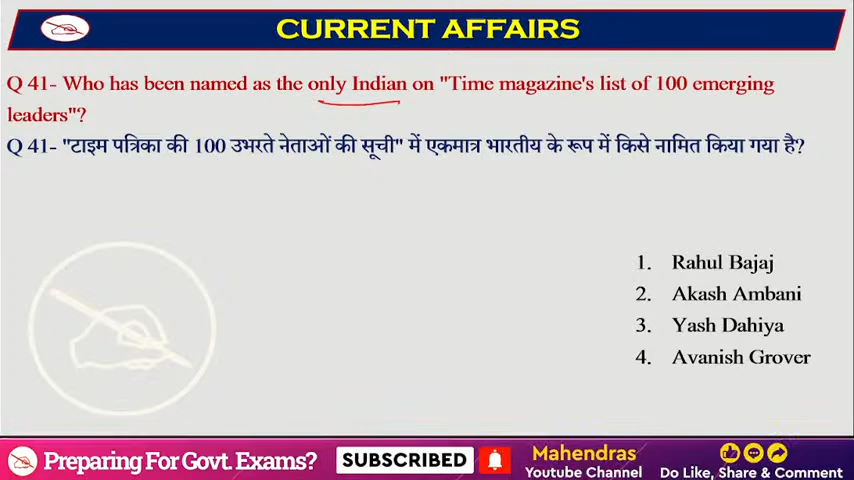 CURRENT AFFAIRS
Q 41- Who has been named as the only Indian on "Time magazine's list of 100 emerging
leaders"?
Q 41- "टाइम पत्रिका की 100 उभरते नेताओं की सूची" में एकमात्र भारतीय के रूप में किसे नामित किया गया है?
1. Rahul Bajaj
2. Akash Ambani
3. Yash Dahiya
4. Avanish Grover
Preparing For Govt. Exams?
SUBSCRIBED
Mahendras
Youtube Channel
Do Like, Share & Comment